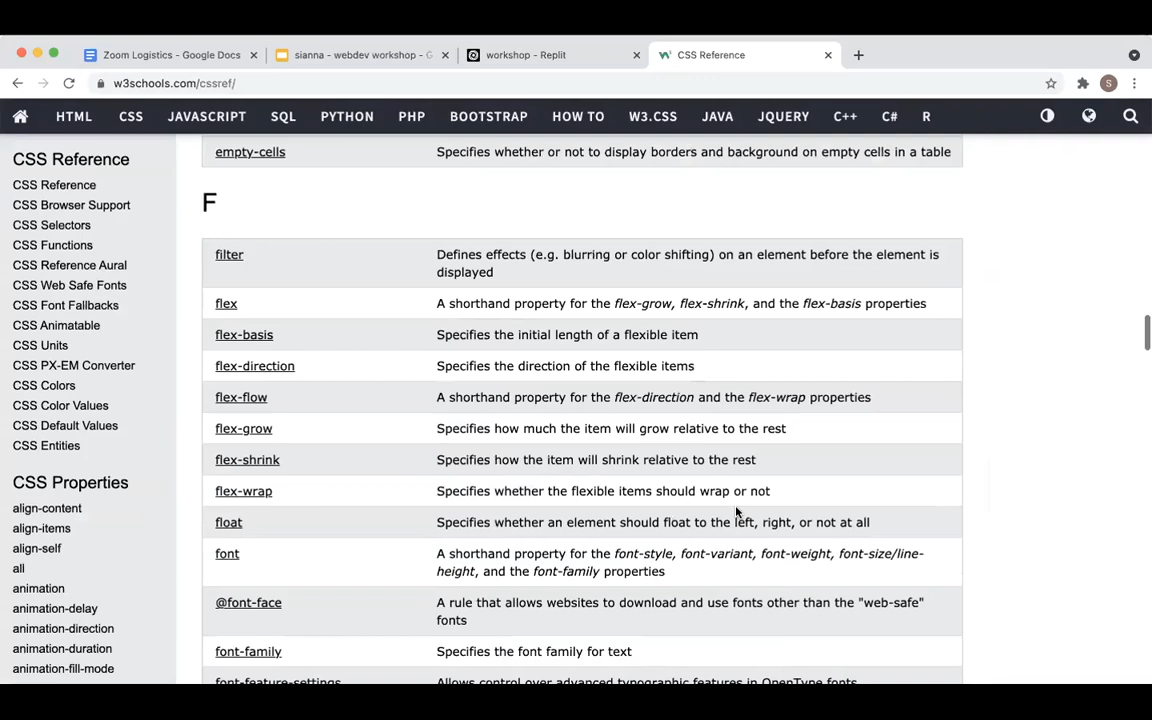 Zoom Logistics - Google Docs
sianna - webdev workshop - G
workshop - Replit
CSS Reference
w3schools.com/cssref/
S
HTML CSS JAVASCRIPT SQL PYTHON PHP BOOTSTRAP HOW TO W3.CSS JAVA JQUERY C++ C# R
CSS Reference
CSS Reference
CSS Browser Support
CSS Selectors
CSS Functions
CSS Reference Aural
CSS Web Safe Fonts
CSS Font Fallbacks
CSS Animatable
CSS Units
CSS PX-EM Converter
CSS Colors
CSS Color Values
CSS Default Values
CSS Entities
CSS Properties
align-content
align-items
align-self
all
animation
animation-delay
animation-direction
animation-duration
animation-fill-mode
empty-cells Specifies whether or not to display borders and background on empty cells in a table
F
filter Defines effects (e.g. blurring or color shifting) on an element before the element is
displayed
flex A shorthand property for the flex-grow, flex-shrink, and the flex-basis properties
flex-basis Specifies the initial length of a flexible item
flex-direction Specifies the direction of the flexible items
flex-flow A shorthand property for the flex-direction and the flex-wrap properties
flex-grow Specifies how much the item will grow relative to the rest
flex-shrink Specifies how the item will shrink relative to the rest
flex-wrap Specifies whether the flexible items should wrap or not
float Specifies whether an element should float to the left, right, or not at all
font A shorthand property for the font-style, font-variant, font-weight, font-size/line-
height, and the font-family properties
@font-face A rule that allows websites to download and use fonts other than the "web-safe"
fonts
font-family Specifies the font family for text
font-feature-settings Allows control over advanced typographic features in OpenType fonts